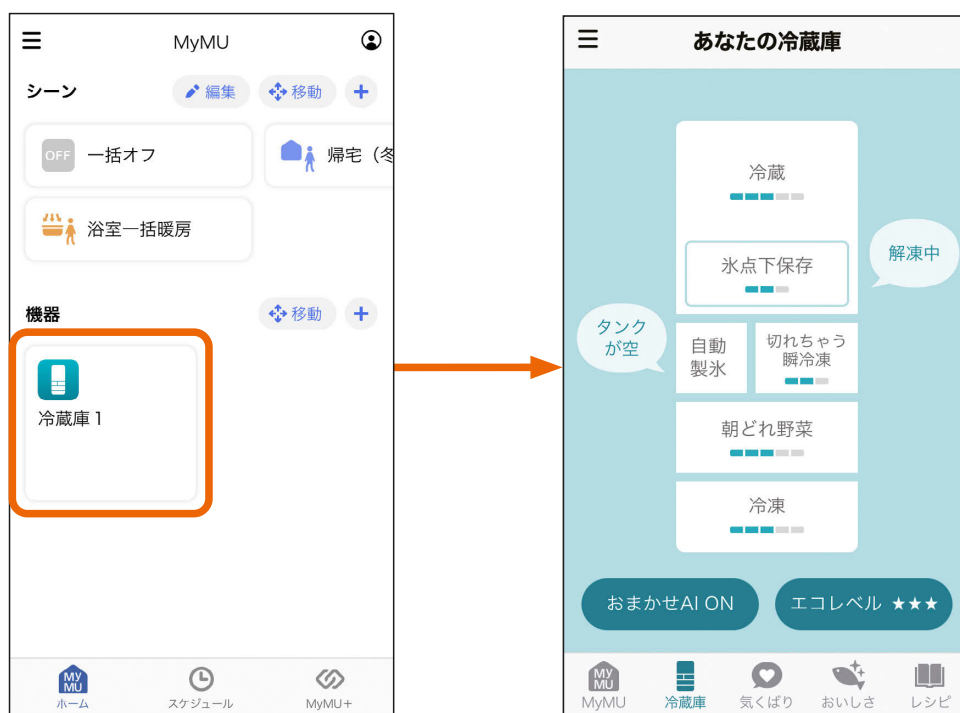 MyMU
シーン
編集
移動
+
OFF
一括オフ
帰宅（冬
浴室一括暖房
機器
移動
+
冷蔵庫1
MY
MU
ホーム
スケジュール
MyMU+
あなたの冷蔵庫
冷蔵
氷点下保存
解凍中
タンク
が空
自動
製氷
切れちゃう
瞬冷凍
朝どれ野菜
冷凍
おまかせAI ON
エコレベル ★★★
MY
MU
MyMU
冷蔵庫
気くばり
おいしさ
レシピ